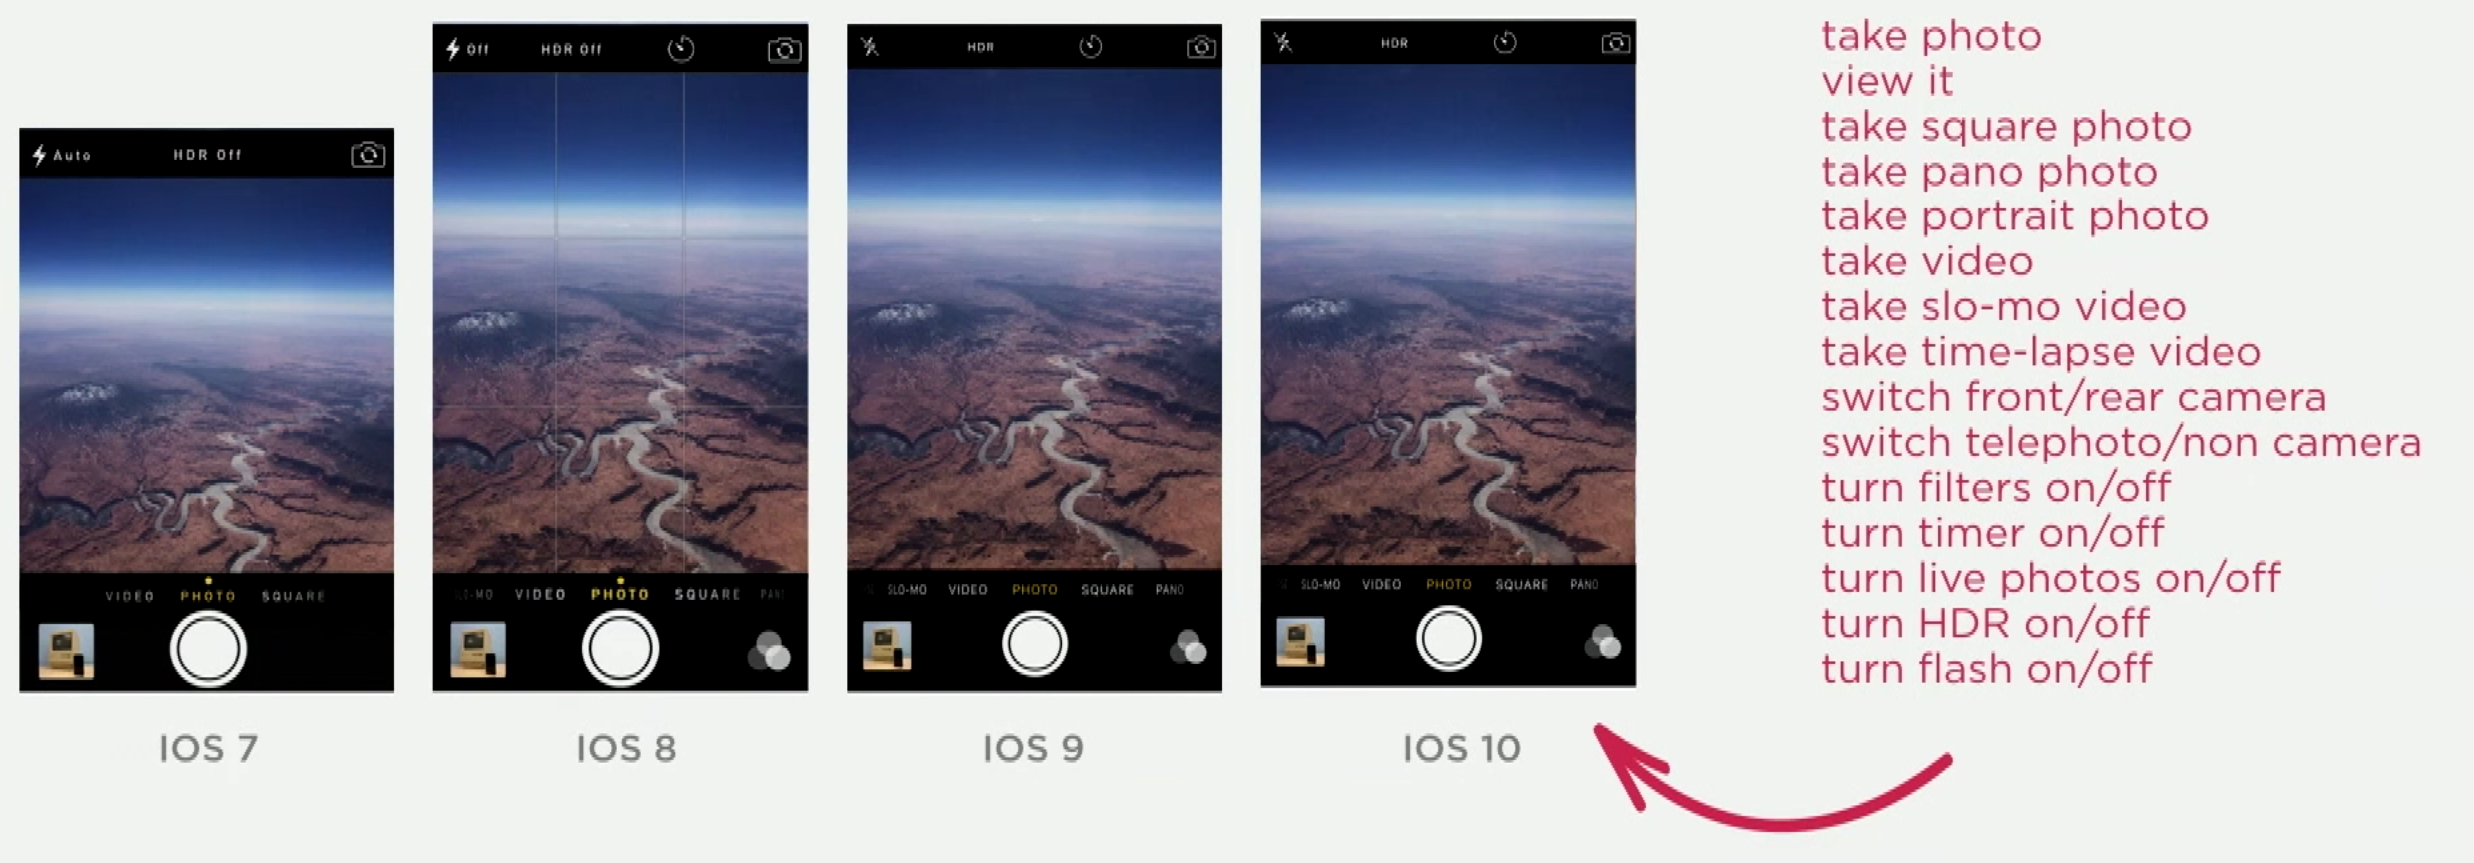 Auto HDR Off
VIDEO PHOTO SQUARE
IOS 7
Off HDR Off
SLO-MO VIDEO PHOTO SQUARE PAN
IOS 8
HDR
SLO-MO VIDEO PHOTO SQUARE PANO
IOS 9
HDR
SLO-MO VIDEO PHOTO SQUARE PANO
IOS 10
take photo
view it
take square photo
take pano photo
take portrait photo
take video
take slo-mo video
take time-lapse video
switch front/rear camera
switch telephoto/non camera
turn filters on/off
turn timer on/off
turn live photos on/off
turn HDR on/off
turn flash on/off